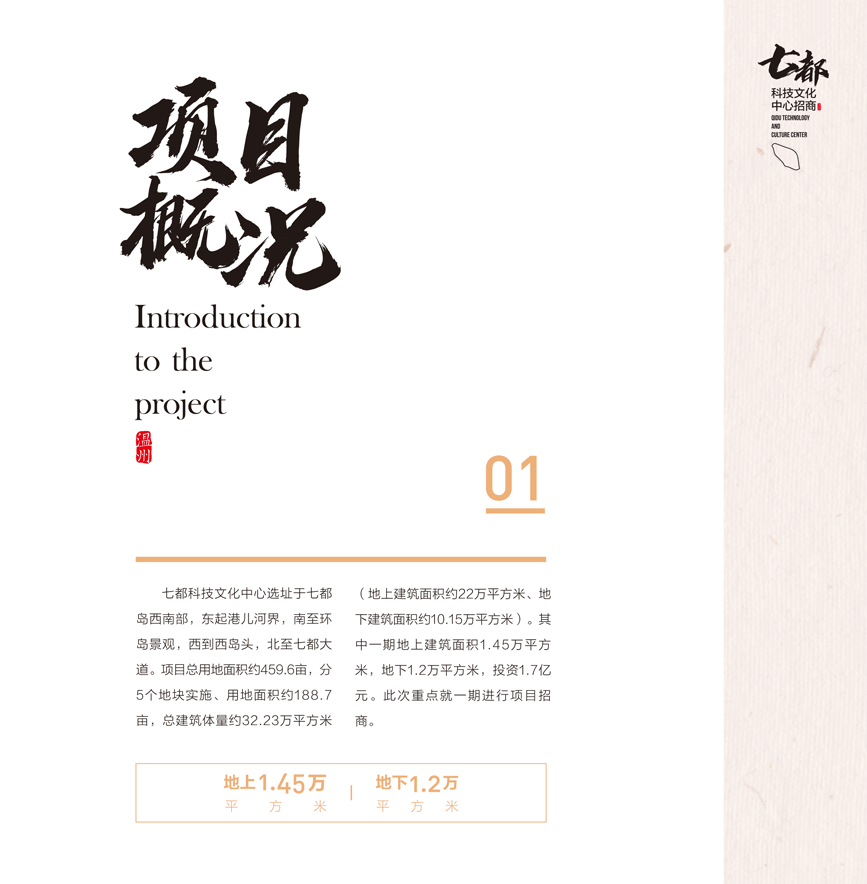 项目
概况
Introduction
to the
project
温州
01
七都科技文化中心选址于七都
岛西南部，东起港儿河界，南至环
岛景观，西到西岛头，北至七都大
道。项目总用地面积约459.6亩，分
5个地块实施、用地面积约188.7
亩，总建筑体量约32.23万平方米
（地上建筑面积约22万平方米、地
下建筑面积约10.15万平方米）。其
中一期地上建筑面积1.45万平方
米，地下1.2万平方米，投资1.7亿
元。此次重点就一期进行项目招
商。
地上1.45万
平方米
地下1.2万
平方米
七都
科技文化
中心招商
QIDU TECHNOLOGY
AND
CULTURE CENTER